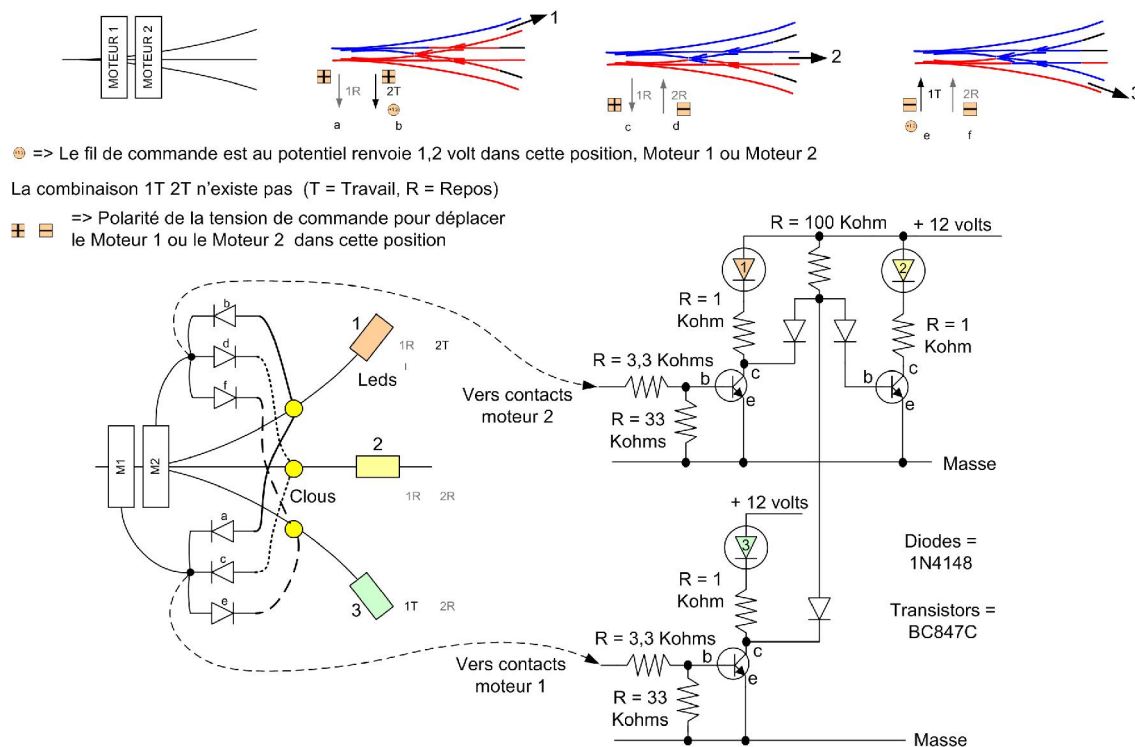 MOTEUR 1
MOTEUR 2
1
1R
2T
a
b
2
1R
2R
c
d
3
1T
2R
e
f
=> Le fil de commande est au potentiel renvoie 1,2 volt dans cette position, Moteur 1 ou Moteur 2
La combinaison 1T 2T n'existe pas (T = Travail, R = Repos)
=> Polarité de la tension de commande pour déplacer
le Moteur 1 ou le Moteur 2 dans cette position
R = 100 Kohm
+ 12 volts
1
2
R = 1
Kohm
R = 1
Kohm
R = 3,3 Kohms
b
c
e
b
c
e
Vers contacts
moteur 2
R = 33
Kohms
Masse
b
d
f
1
1R 2T
Leds
M1
M2
2
Clous
1R 2R
a
c
e
3
1T 2R
+ 12 volts
3
R = 1
Kohm
Diodes =
1N4148
Transistors =
BC847C
R = 3,3 Kohms
b
c
e
Vers contacts
moteur 1
R = 33
Kohms
Masse